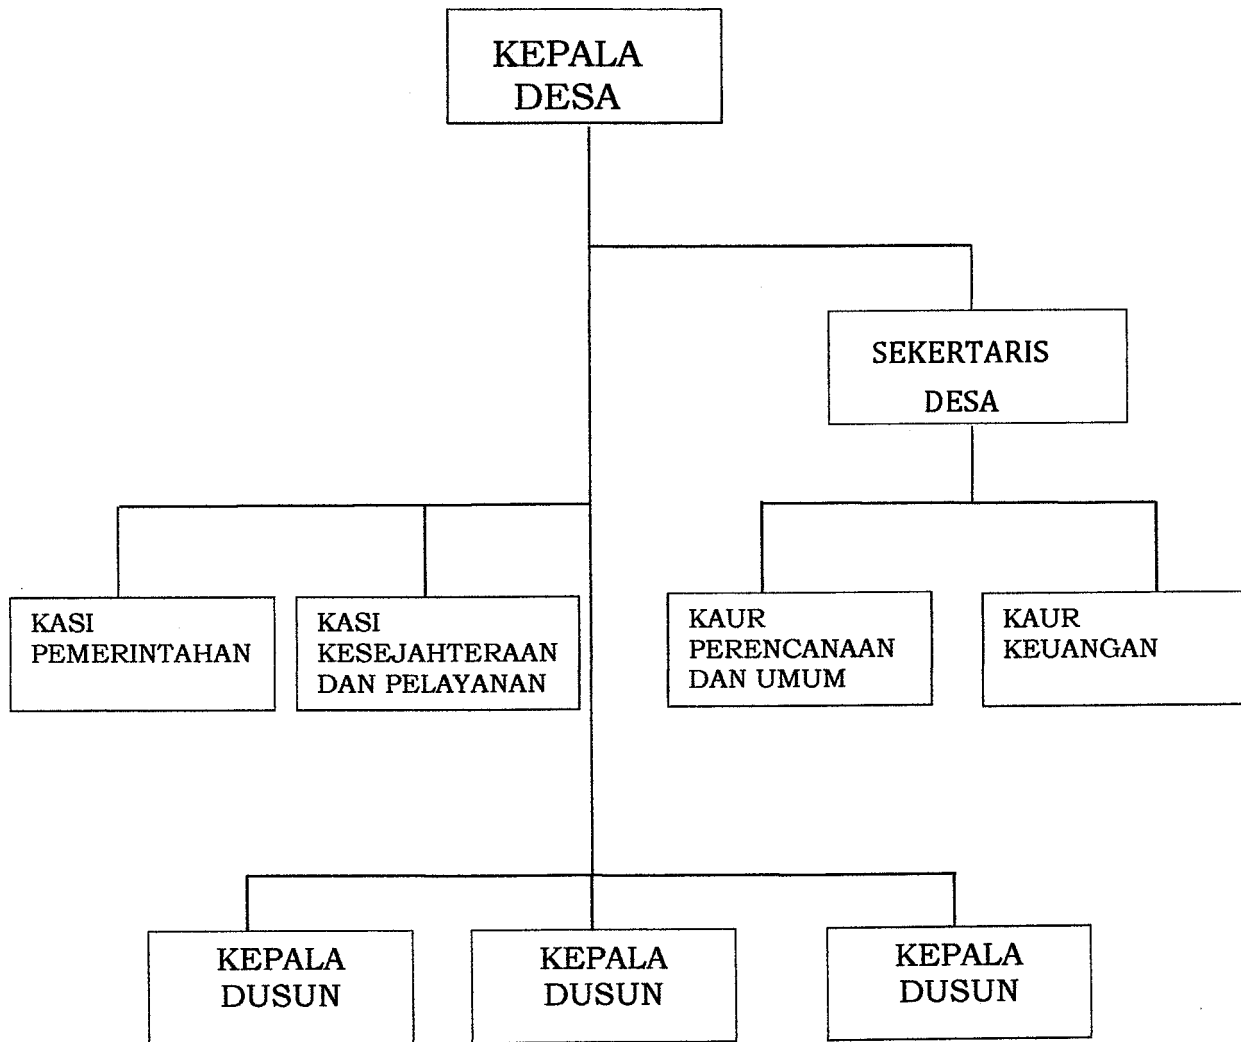 KEPALA
DESA
SEKERTARIS
DESA
KASI
PEMERINTAHAN
KASI
KESEJAHTERAAN
DAN PELAYANAN
KAUR
PERENCANAAN
DAN UMUM
KAUR
KEUANGAN
KEPALA
DUSUN
KEPALA
DUSUN
KEPALA
DUSUN